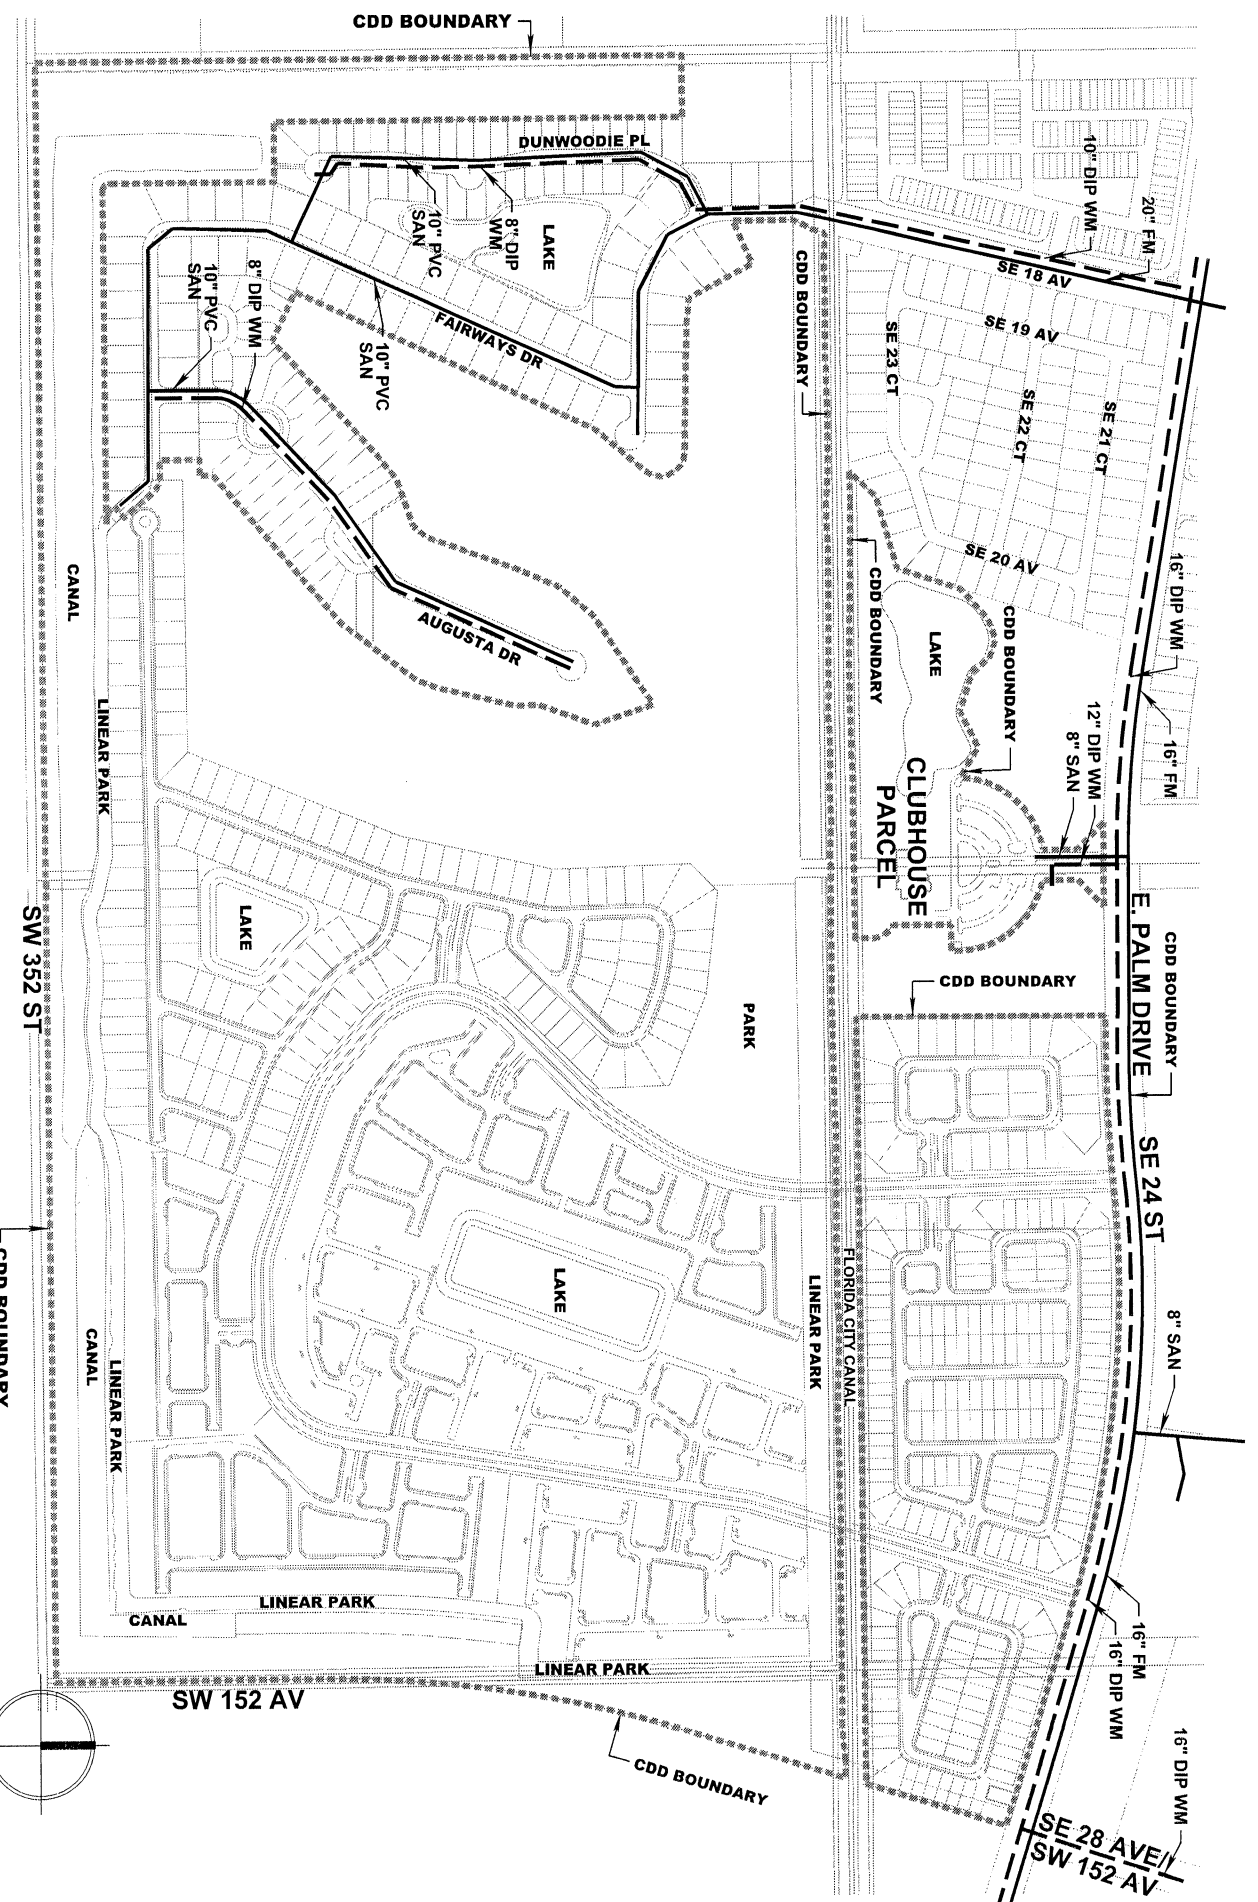 CDD BOUNDARY
DUNWOODIE PL
10" DIP WM
20" FM
SE 18 AV
LAKE
8" DIP
WM
10" PVC
SAN
CDD BOUNDARY
SE 19 AV
SE 23 CT
SE 22 CT
SE 21 CT
8" DIP WM
10" PVC
SAN
FAIRWAYS DR
10" PVC
SAN
SE 20 AV
16" DIP WM
CANAL
CDD BOUNDARY
CDD BOUNDARY
LAKE
AUGUSTA DR
LINEAR PARK
12" DIP WM
8" SAN
16" FM
CLUBHOUSE
PARCEL
SW 352 ST
LAKE
E. PALM DRIVE
CDD BOUNDARY
CDD BOUNDARY
PARK
SE 24 ST
FLORIDA CITY CANAL
LINEAR PARK
LAKE
8" SAN
CDD BOUNDARY
CANAL
LINEAR PARK
LINEAR PARK
CANAL
LINEAR PARK
16" FM
16" DIP WM
SW 152 AV
CDD BOUNDARY
16" DIP WM
SE 28 AVE/
SW 152 AV